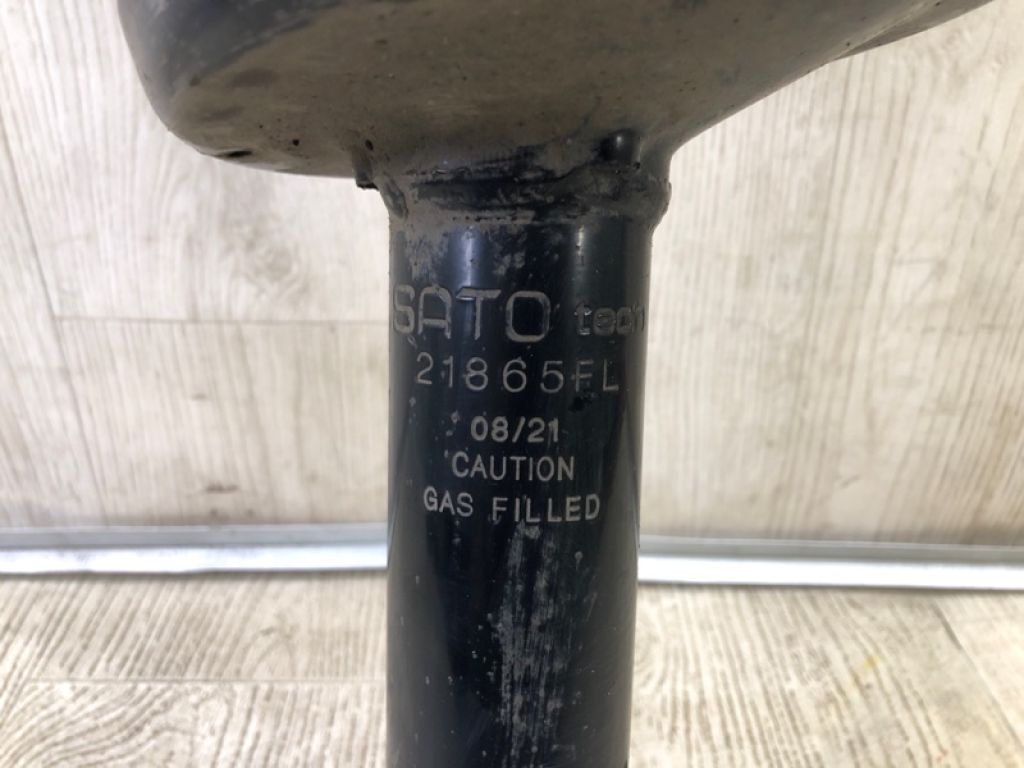 SATO tech
21865FL
08/21
CAUTION
GAS FILLED